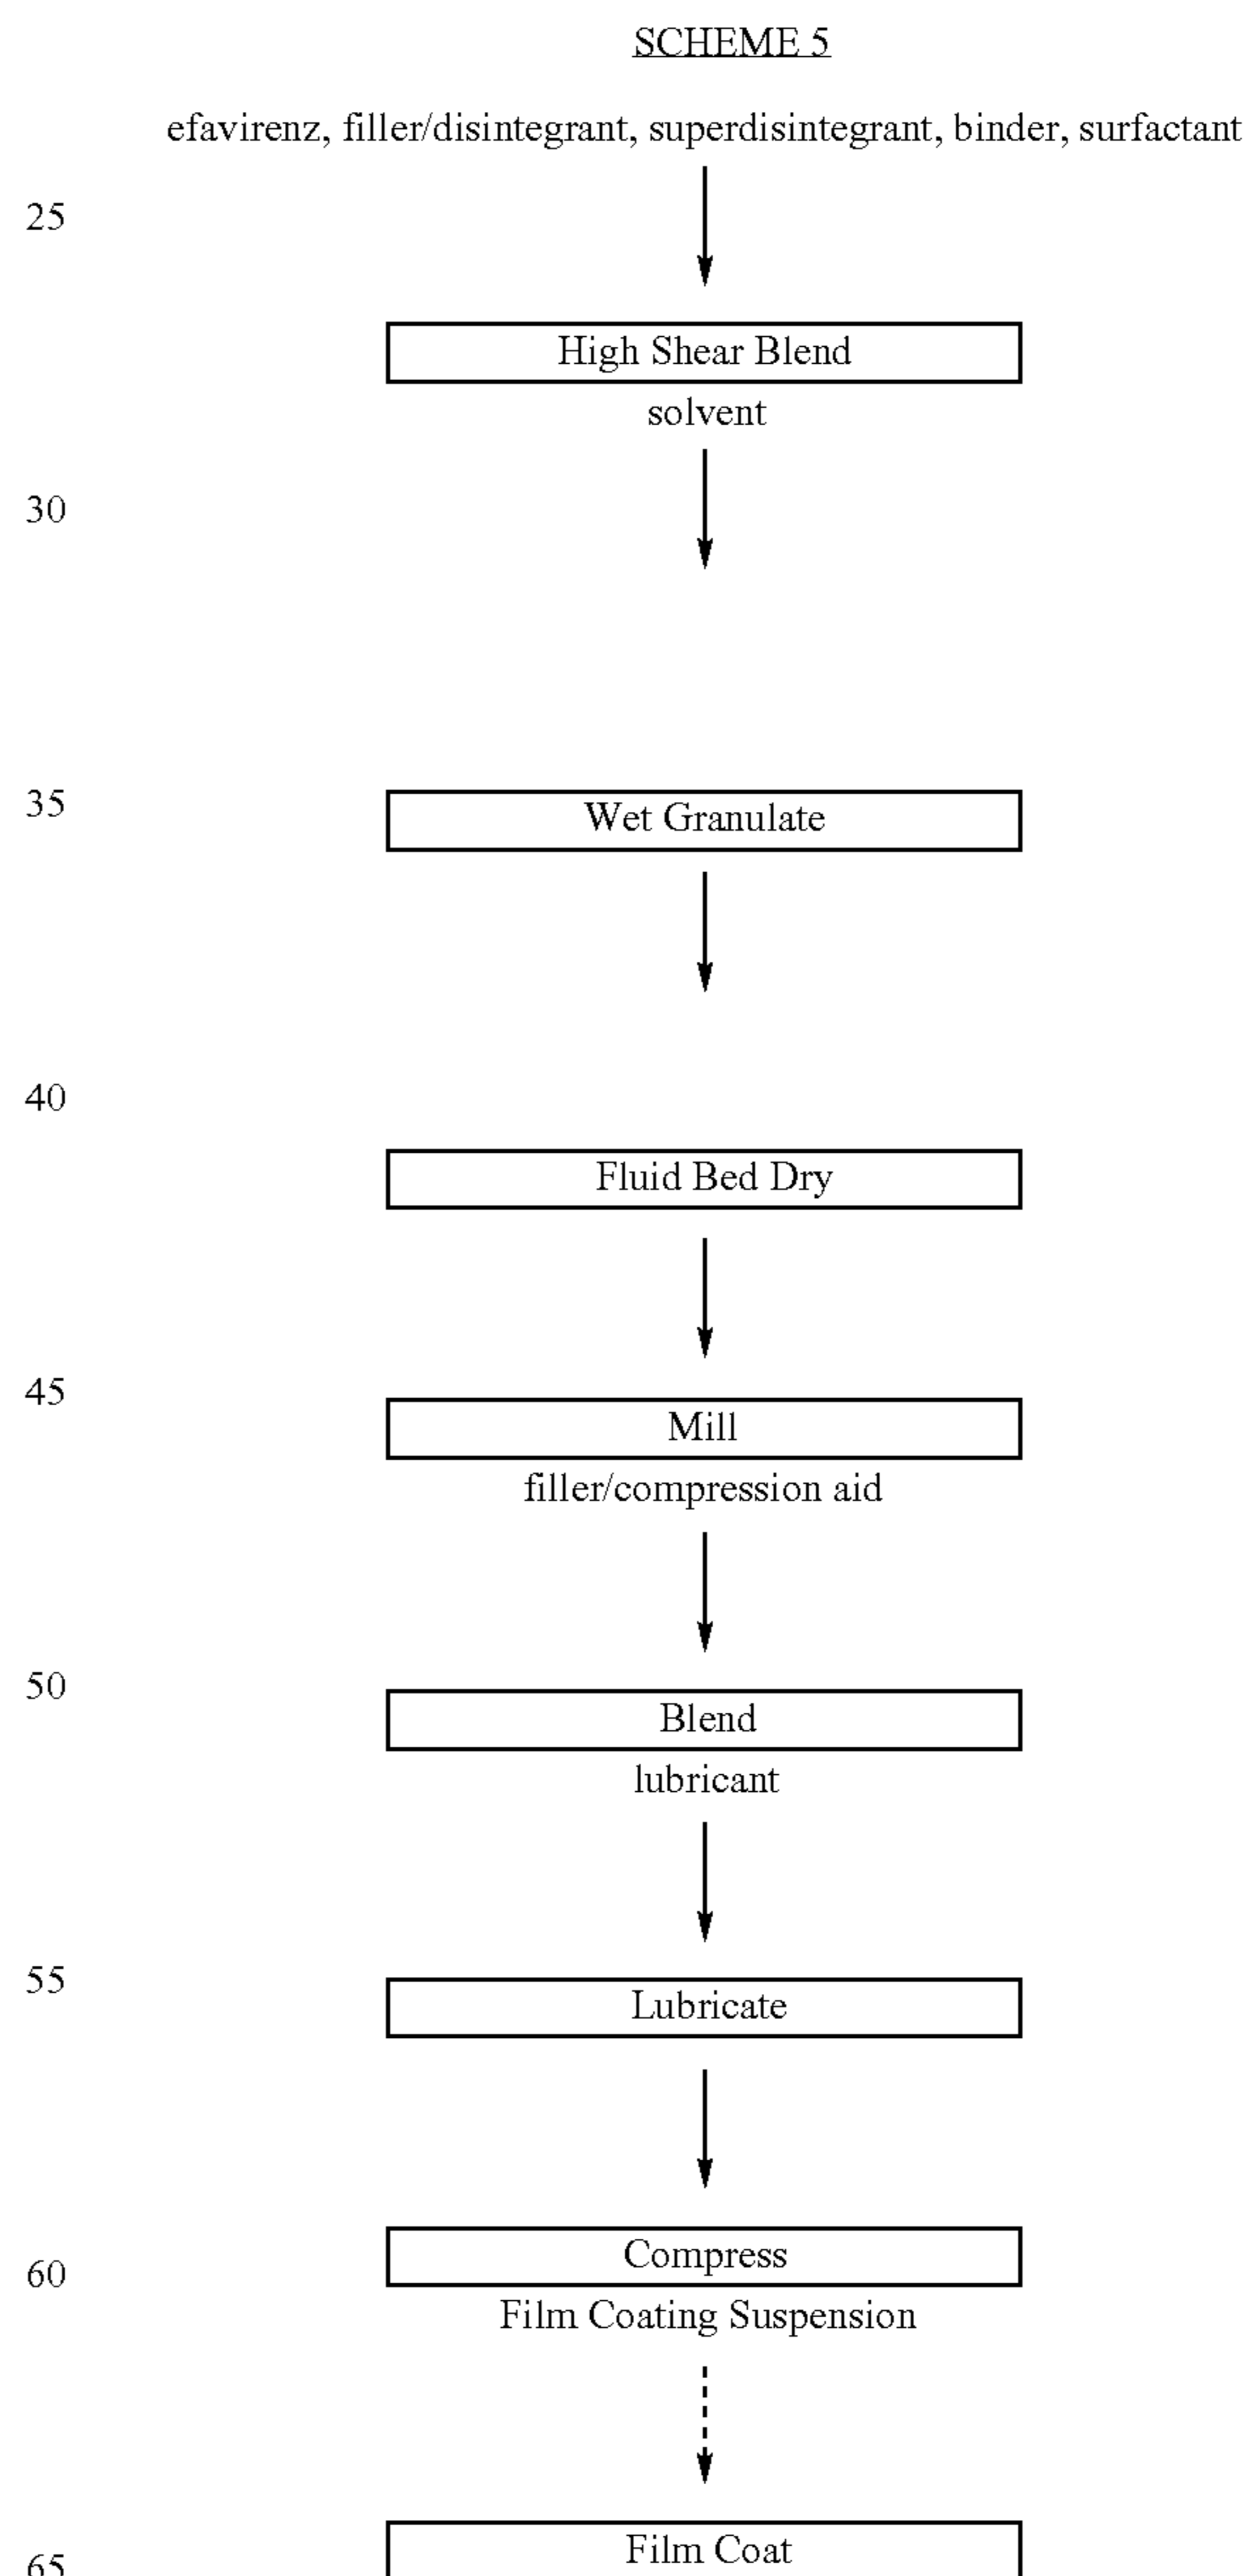 SCHEME 5
efavirenz, filler/disintegrant, superdisintegrant, binder, surfactant
25
High Shear Blend
solvent
30
35
Wet Granulate
40
Fluid Bed Dry
45
Mill
filler/compression aid
50
Blend
lubricant
55
Lubricate
60
Compress
Film Coating Suspension
Film Coat
65